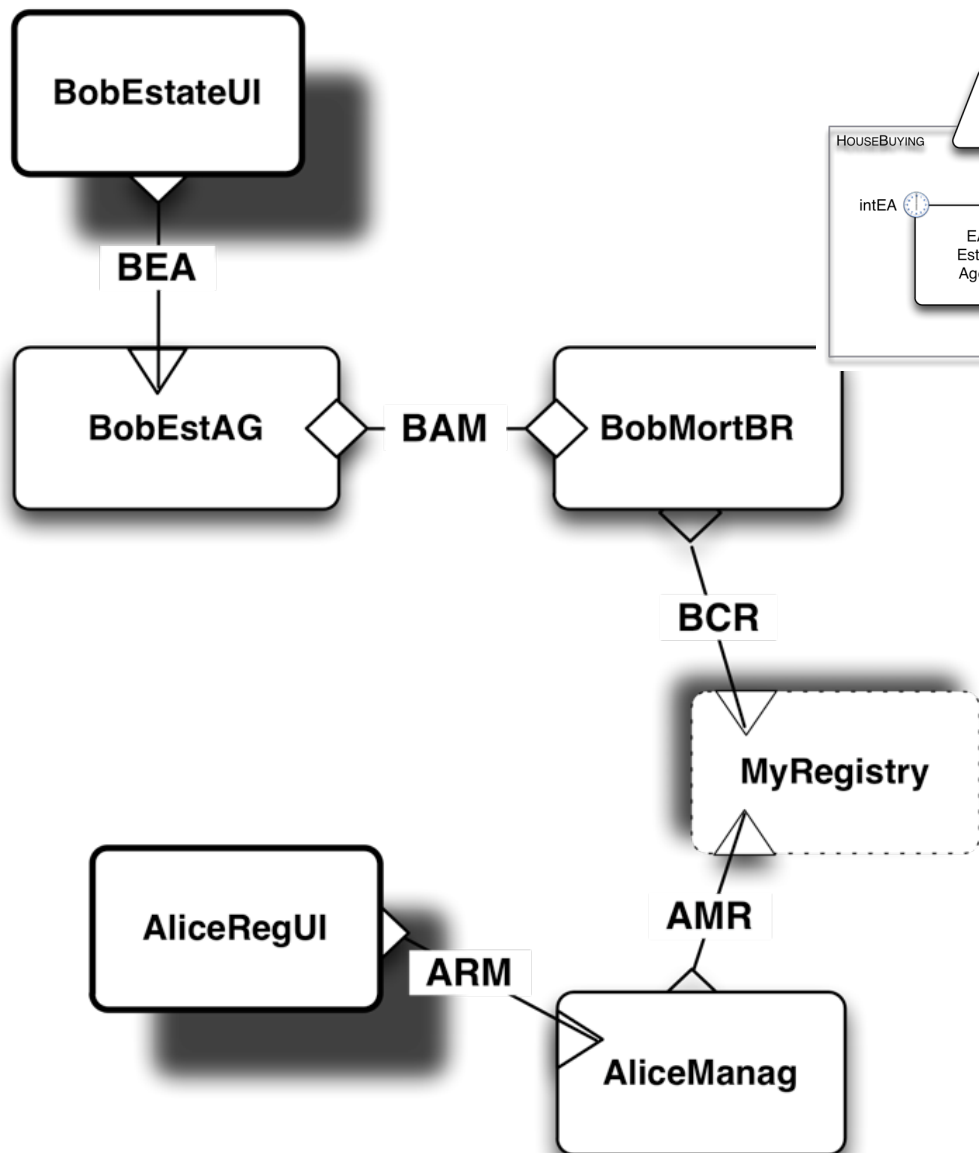 BobEstateUI
HOUSEBUYING
intEA
BEA
BobEstAG
BAM
BobMortBR
BCR
MyRegistry
AliceRegUI
AMR
ARM
AliceManag